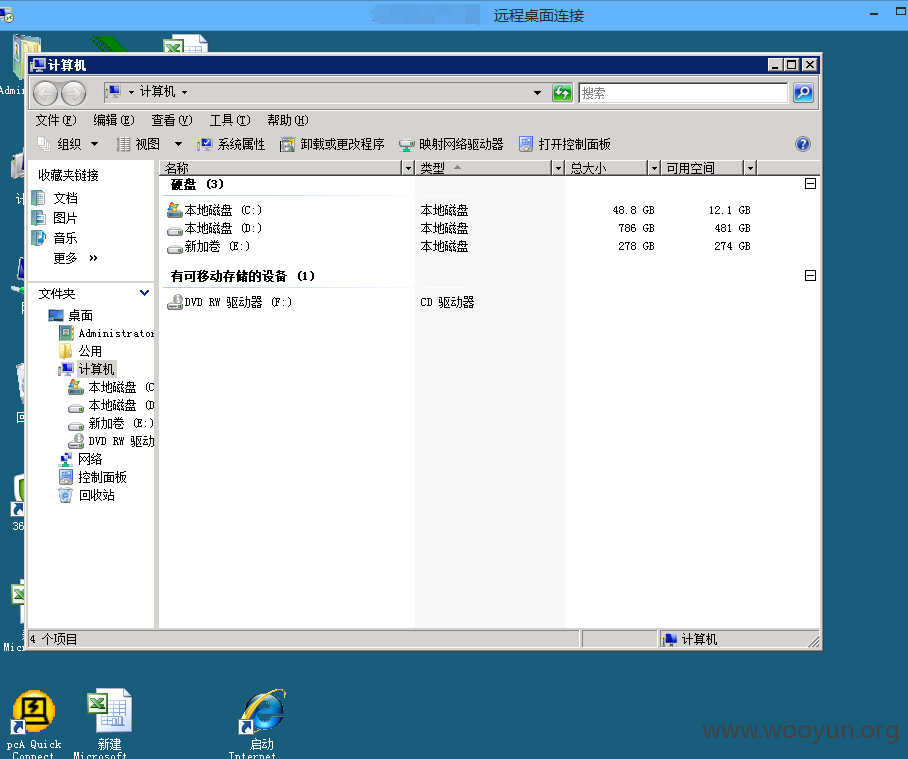 远程桌面连接
计算机
计算机
搜索
文件(F) 编辑(E) 查看(V) 工具(T) 帮助(H)
组织 视图 系统属性 卸载或更改程序 映射网络驱动器 打开控制面板
收藏夹链接
文档
图片
音乐
更多 »
文件夹
桌面
Administrator
公用
计算机
本地磁盘 (C
本地磁盘 (D
新加卷 (E:)
DVD RW 驱动
网络
控制面板
回收站
名称 类型 总大小 可用空间
硬盘 (3)
本地磁盘 (C:) 本地磁盘 48.8 GB 12.1 GB
本地磁盘 (D:) 本地磁盘 786 GB 481 GB
新加卷 (E:) 本地磁盘 278 GB 274 GB
有可移动存储的设备 (1)
DVD RW 驱动器 (F:) CD 驱动器
4 个项目
计算机
Admi
36
Mic
pcA Quick
Connect
新建
Microsoft
启动
Internet
www.wooyun.org